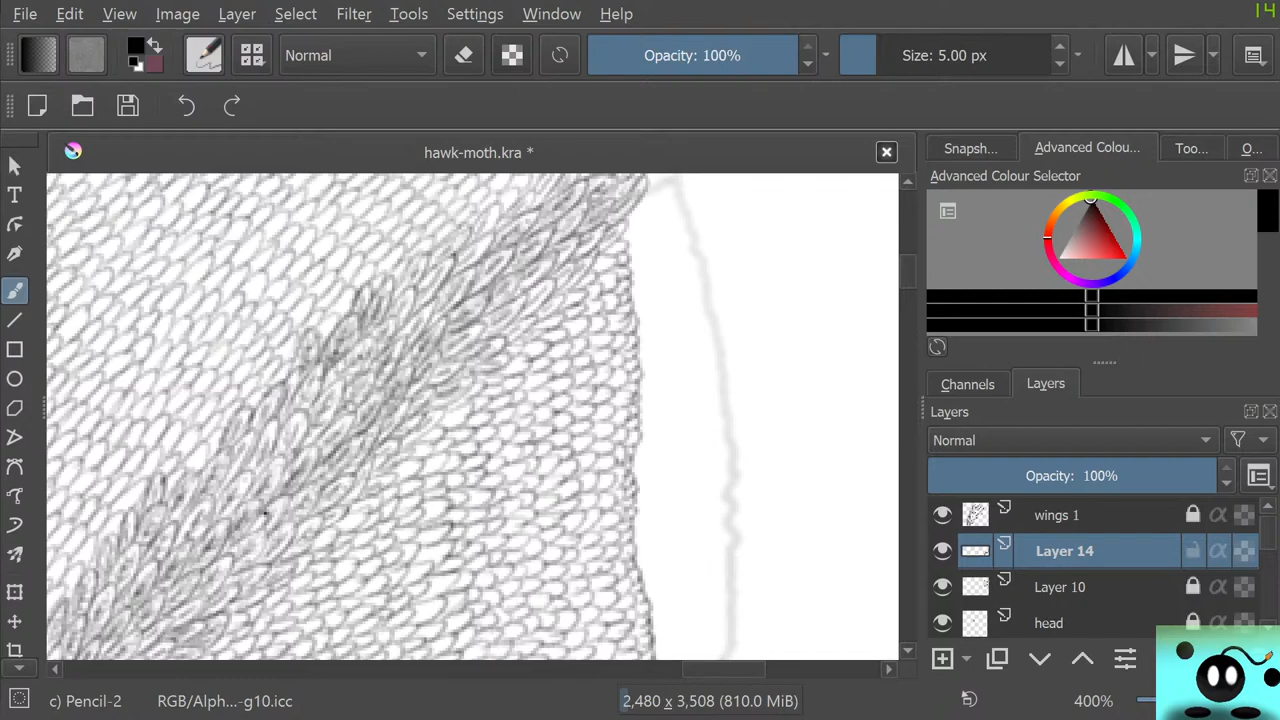 14
File Edit View Image Layer Select Filter Tools Settings Window Help
Normal Opacity: 100% Size: 5.00 px
hawk-moth.kra *
Snapsh... Advanced Colou... Too... O...
Advanced Colour Selector
Channels Layers
Layers
Normal
Opacity: 100%
wings 1
Layer 14
Layer 10
head
c) Pencil-2 RGB/Alph...-g10.icc 2,480 x 3,508 (810.0 MiB) 400%